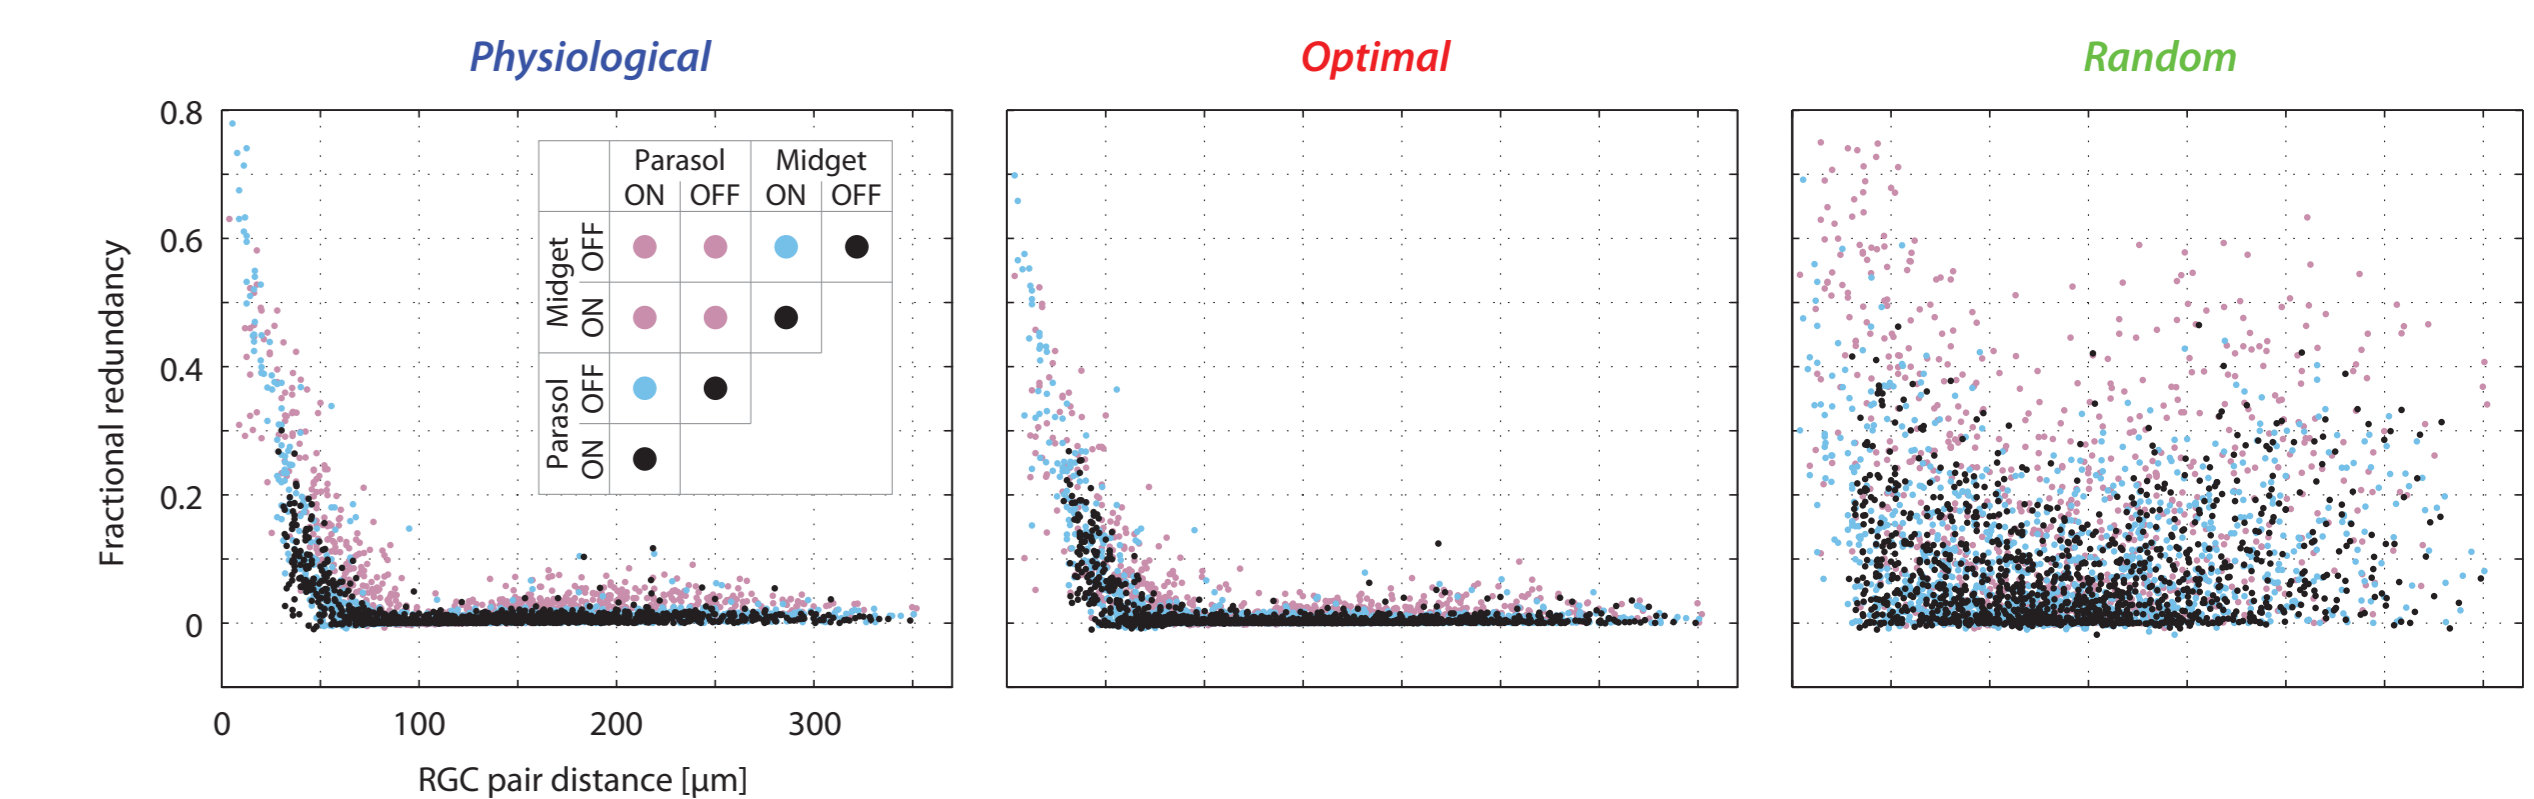 Physiological
Optimal
Random
Fractional redundancy
0.8
0.6
0.4
0.2
0
Parasol Midget
ON OFF ON OFF
Midget
OFF
ON
Parasol
OFF
ON
0 100 200 300
RGC pair distance [µm]